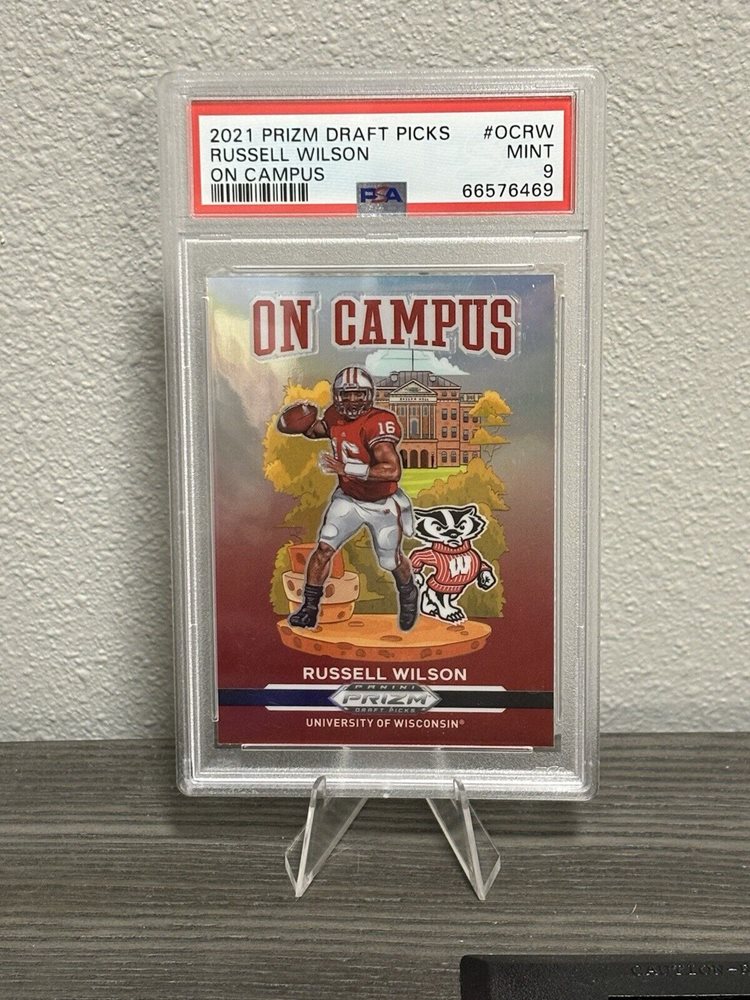 2021 PRIZM DRAFT PICKS #OCRW
RUSSELL WILSON MINT
ON CAMPUS 9
PSA 66576469
ON CAMPUS
16
16
W
RUSSELL WILSON
PANINI
PRIZM
DRAFT PICKS
UNIVERSITY OF WISCONSIN®